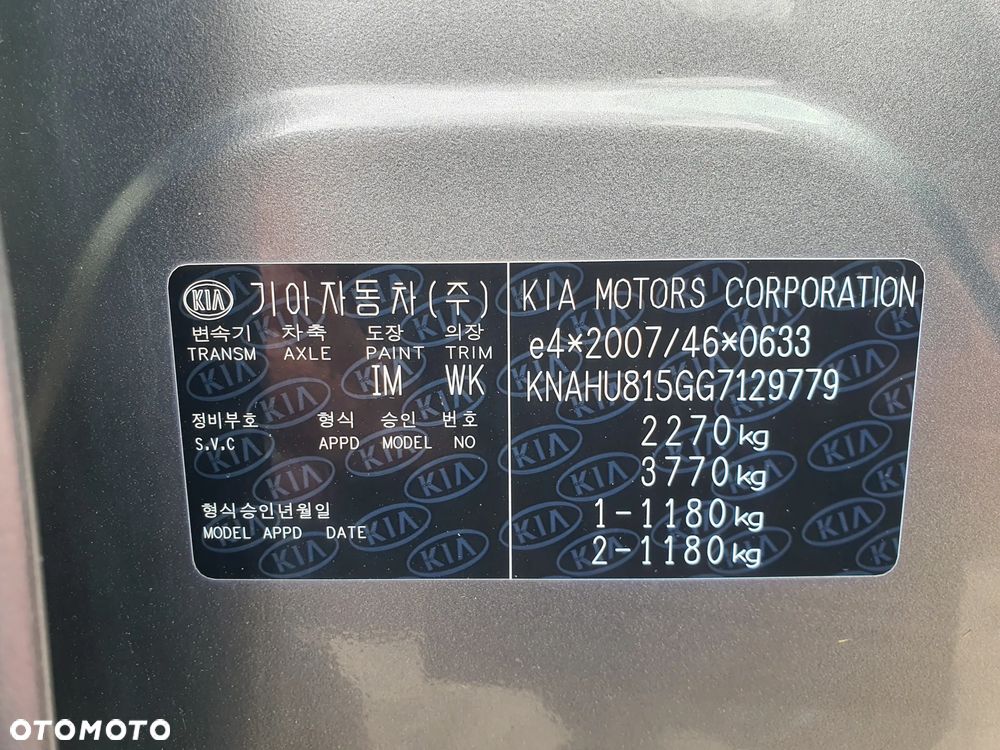 KIA 기아자동차(주)
변속기 차축 도장 의장
TRANSM AXLE PAINT TRIM
IM WK
정비부호 형식 승인 번호
S.V.C APPD MODEL NO
형식승인년월일
MODEL APPD DATE
KIA MOTORS CORPORATION
e4*2007/46*0633
KNAHU815GG7129779
2270kg
3770kg
1-1180kg
2-1180kg
OTOMOTO